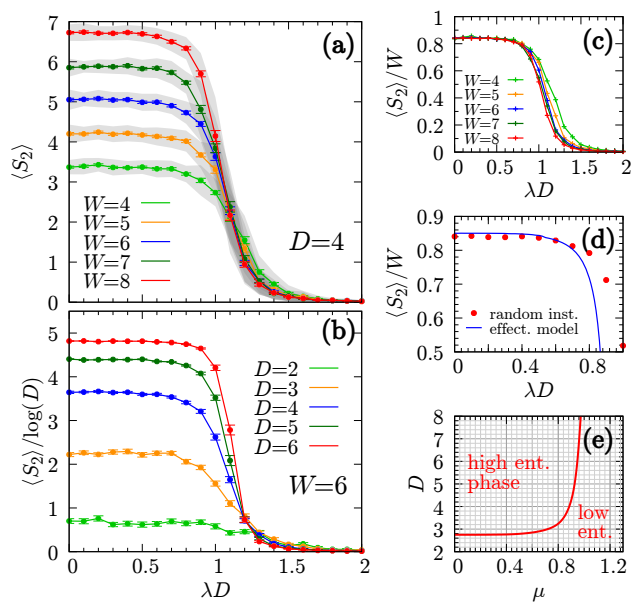 (a)
7
6
5
4
3
2
1
0
⟨S₂⟩
W=4
W=5
W=6
W=7
W=8
D=4
(b)
5
4
3
2
1
0
⟨S₂⟩/log(D)
D=2
D=3
D=4
D=5
D=6
W=6
0 0.5 1 1.5 2
λD
(c)
1
0.8
0.6
0.4
0.2
0
⟨S₂⟩/W
W=4
W=5
W=6
W=7
W=8
0 0.5 1 1.5 2
λD
(d)
0.9
0.8
0.7
0.6
0.5
⟨S₂⟩/W
random inst.
effect. model
0 0.4 0.8
λD
(e)
8
7
6
5
4
3
2
D
high ent.
phase
low
ent.
0 0.4 0.8 1.2
μ